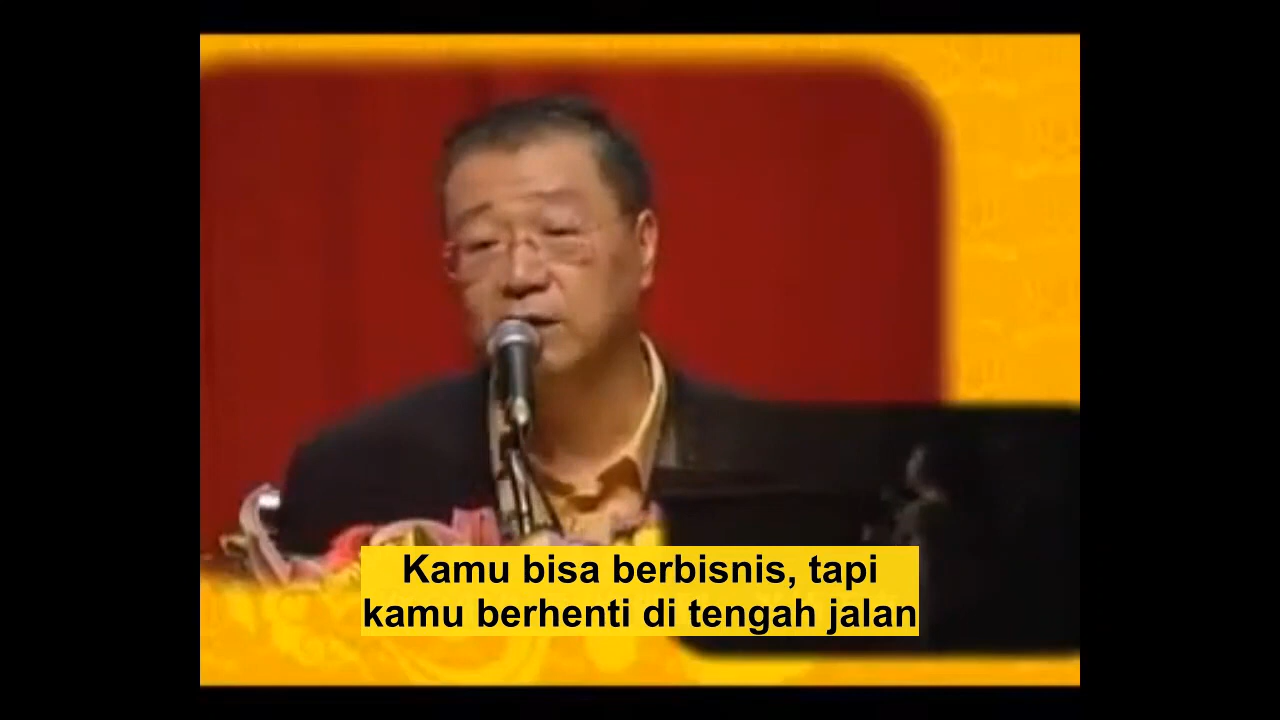 Kamu bisa berbisnis, tapi
kamu berhenti di tengah jalan